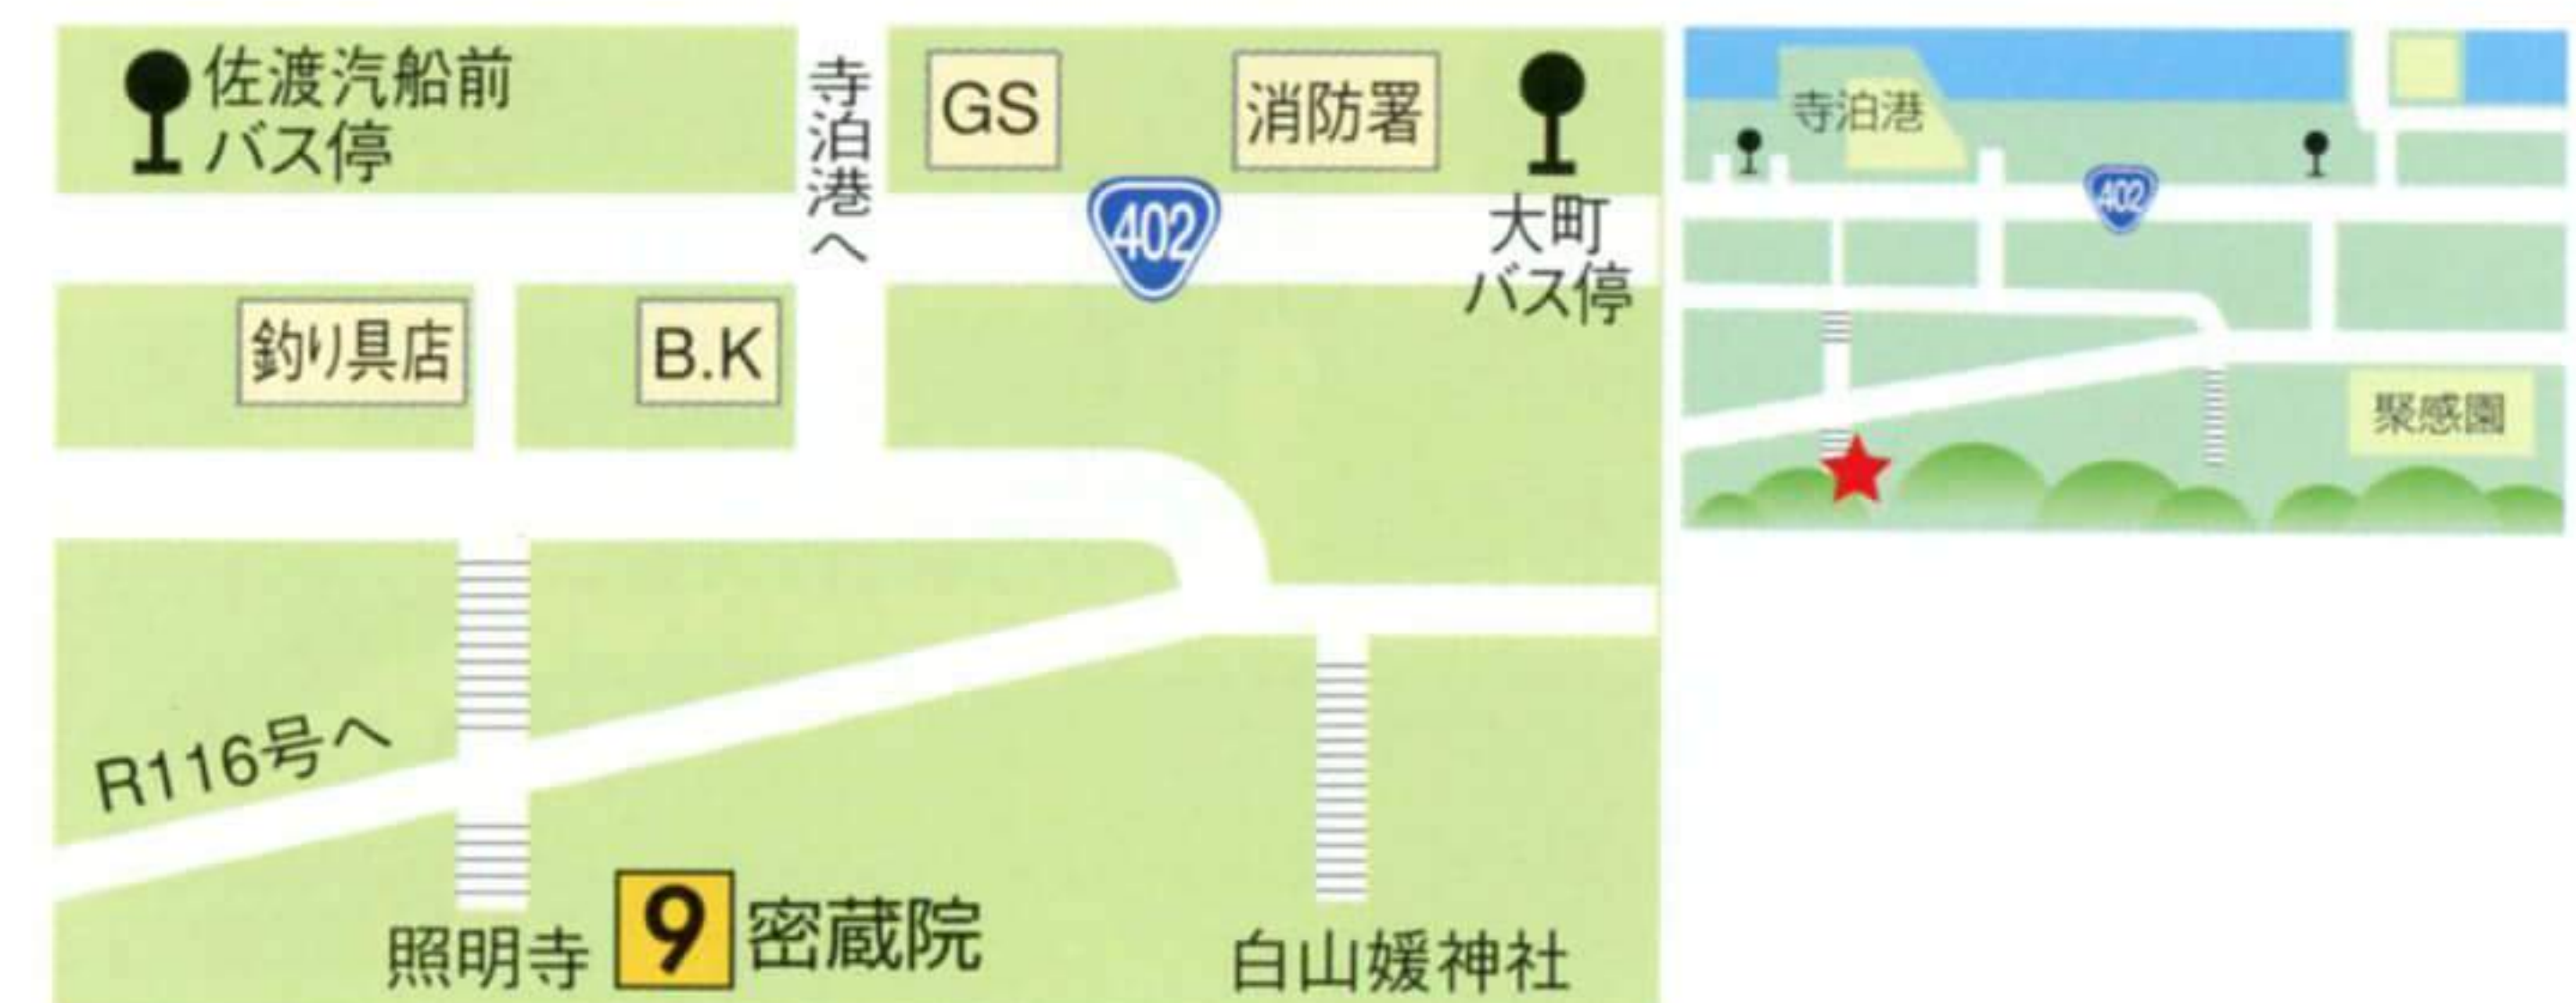 佐渡汽船前
バス停
寺泊港へ
GS
消防署
402
大町
バス停
釣り具店
B.K
R116号へ
照明寺
9 密蔵院
白山媛神社
寺泊港
402
聚感園